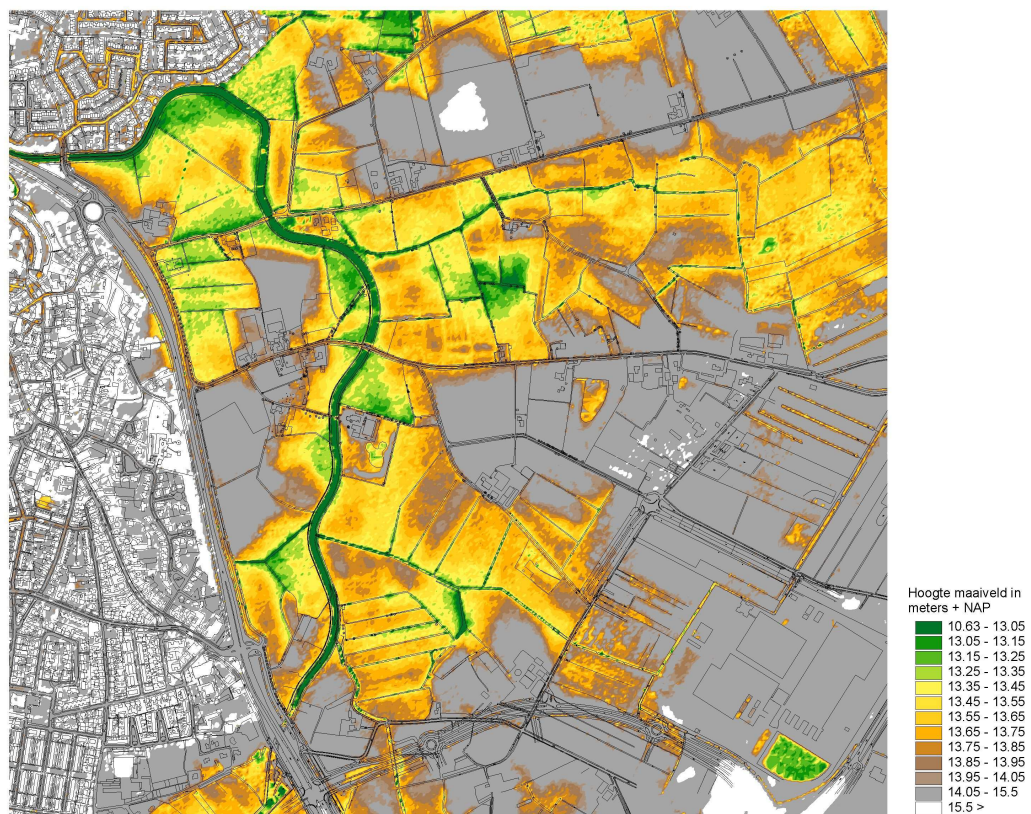 Hoogte maaiveld in
meters + NAP
10.63 - 13.05
13.05 - 13.15
13.15 - 13.25
13.25 - 13.35
13.35 - 13.45
13.45 - 13.55
13.55 - 13.65
13.65 - 13.75
13.75 - 13.85
13.85 - 13.95
13.95 - 14.05
14.05 - 15.5
15.5 >